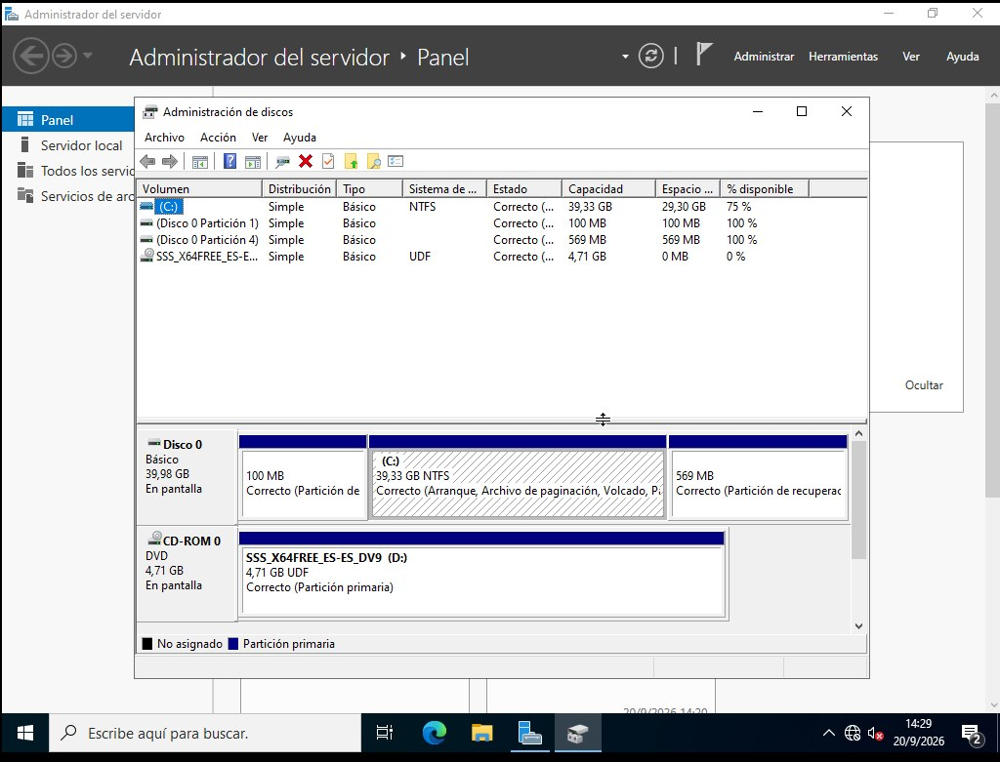 Administrador del servidor
Administrador del servidor ‣ Panel
Administrar Herramientas Ver Ayuda
Panel
Servidor local
Todos los servic
Servicios de arc
Administración de discos
Archivo Acción Ver Ayuda
Volumen Distribución Tipo Sistema de ... Estado Capacidad Espacio ... % disponible
(C:) Simple Básico NTFS Correcto (... 39,33 GB 29,30 GB 75 %
(Disco 0 Partición 1) Simple Básico Correcto (... 100 MB 100 MB 100 %
(Disco 0 Partición 4) Simple Básico Correcto (... 569 MB 569 MB 100 %
SSS_X64FREE_ES-E... Simple Básico UDF Correcto (... 4,71 GB 0 MB 0 %
Ocultar
Disco 0
Básico
39,98 GB
En pantalla
100 MB
Correcto (Partición de
(C:)
39,33 GB NTFS
Correcto (Arranque, Archivo de paginación, Volcado, Pa
569 MB
Correcto (Partición de recuperac
CD-ROM 0
DVD
4,71 GB
En pantalla
SSS_X64FREE_ES-ES_DV9 (D:)
4,71 GB UDF
Correcto (Partición primaria)
No asignado Partición primaria
20/9/2026 14:20
Escribe aquí para buscar.
14:29
20/9/2026
2